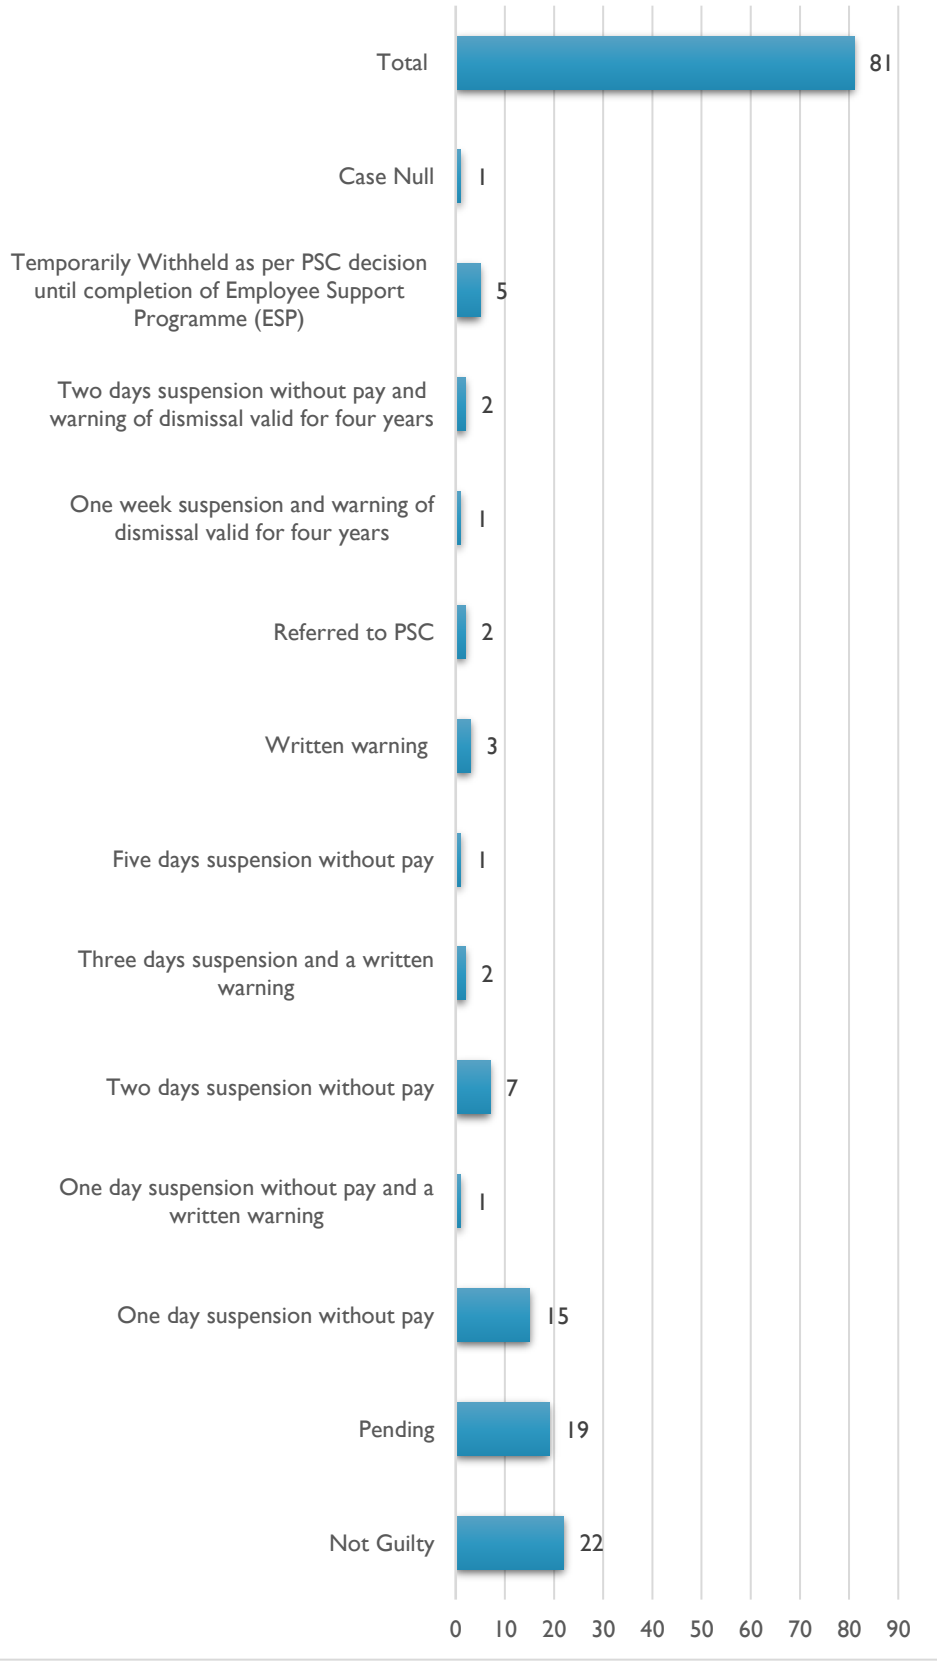 Total
81
Case Null
1
Temporarily Withheld as per PSC decision
until completion of Employee Support
Programme (ESP)
5
Two days suspension without pay and
warning of dismissal valid for four years
2
One week suspension and warning of
dismissal valid for four years
1
Referred to PSC
2
Written warning
3
Five days suspension without pay
1
Three days suspension and a written
warning
2
Two days suspension without pay
7
One day suspension without pay and a
written warning
1
One day suspension without pay
15
Pending
19
Not Guilty
22
0 10 20 30 40 50 60 70 80 90